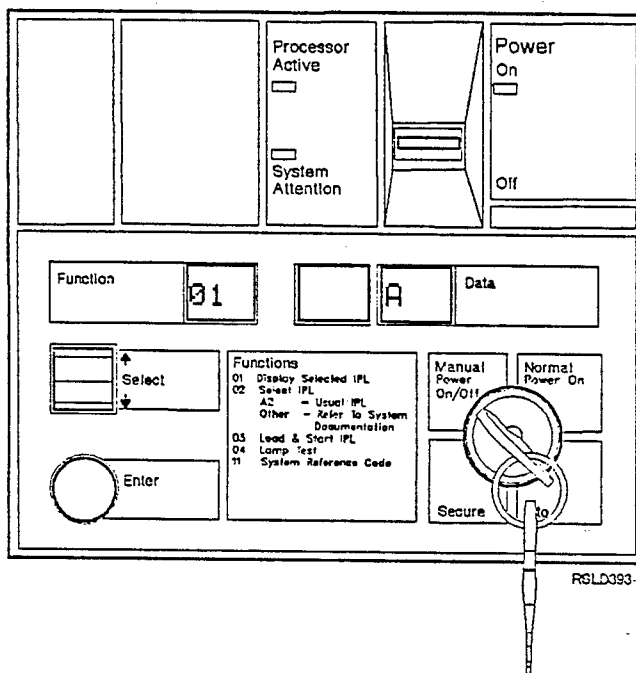 Processor
Active
System
Attention
Power
On
Off
Function
01
A
Data
Select
Enter
Functions
01 Display Selected IPL
02 Select IPL
A2 – Usual IPL
Other – Refer To System
Documentation
03 Load & Start IPL
04 Lamp Test
11 System Reference Code
Manual
Power
On/Off
Normal
Power On
Secure
RSLD393-